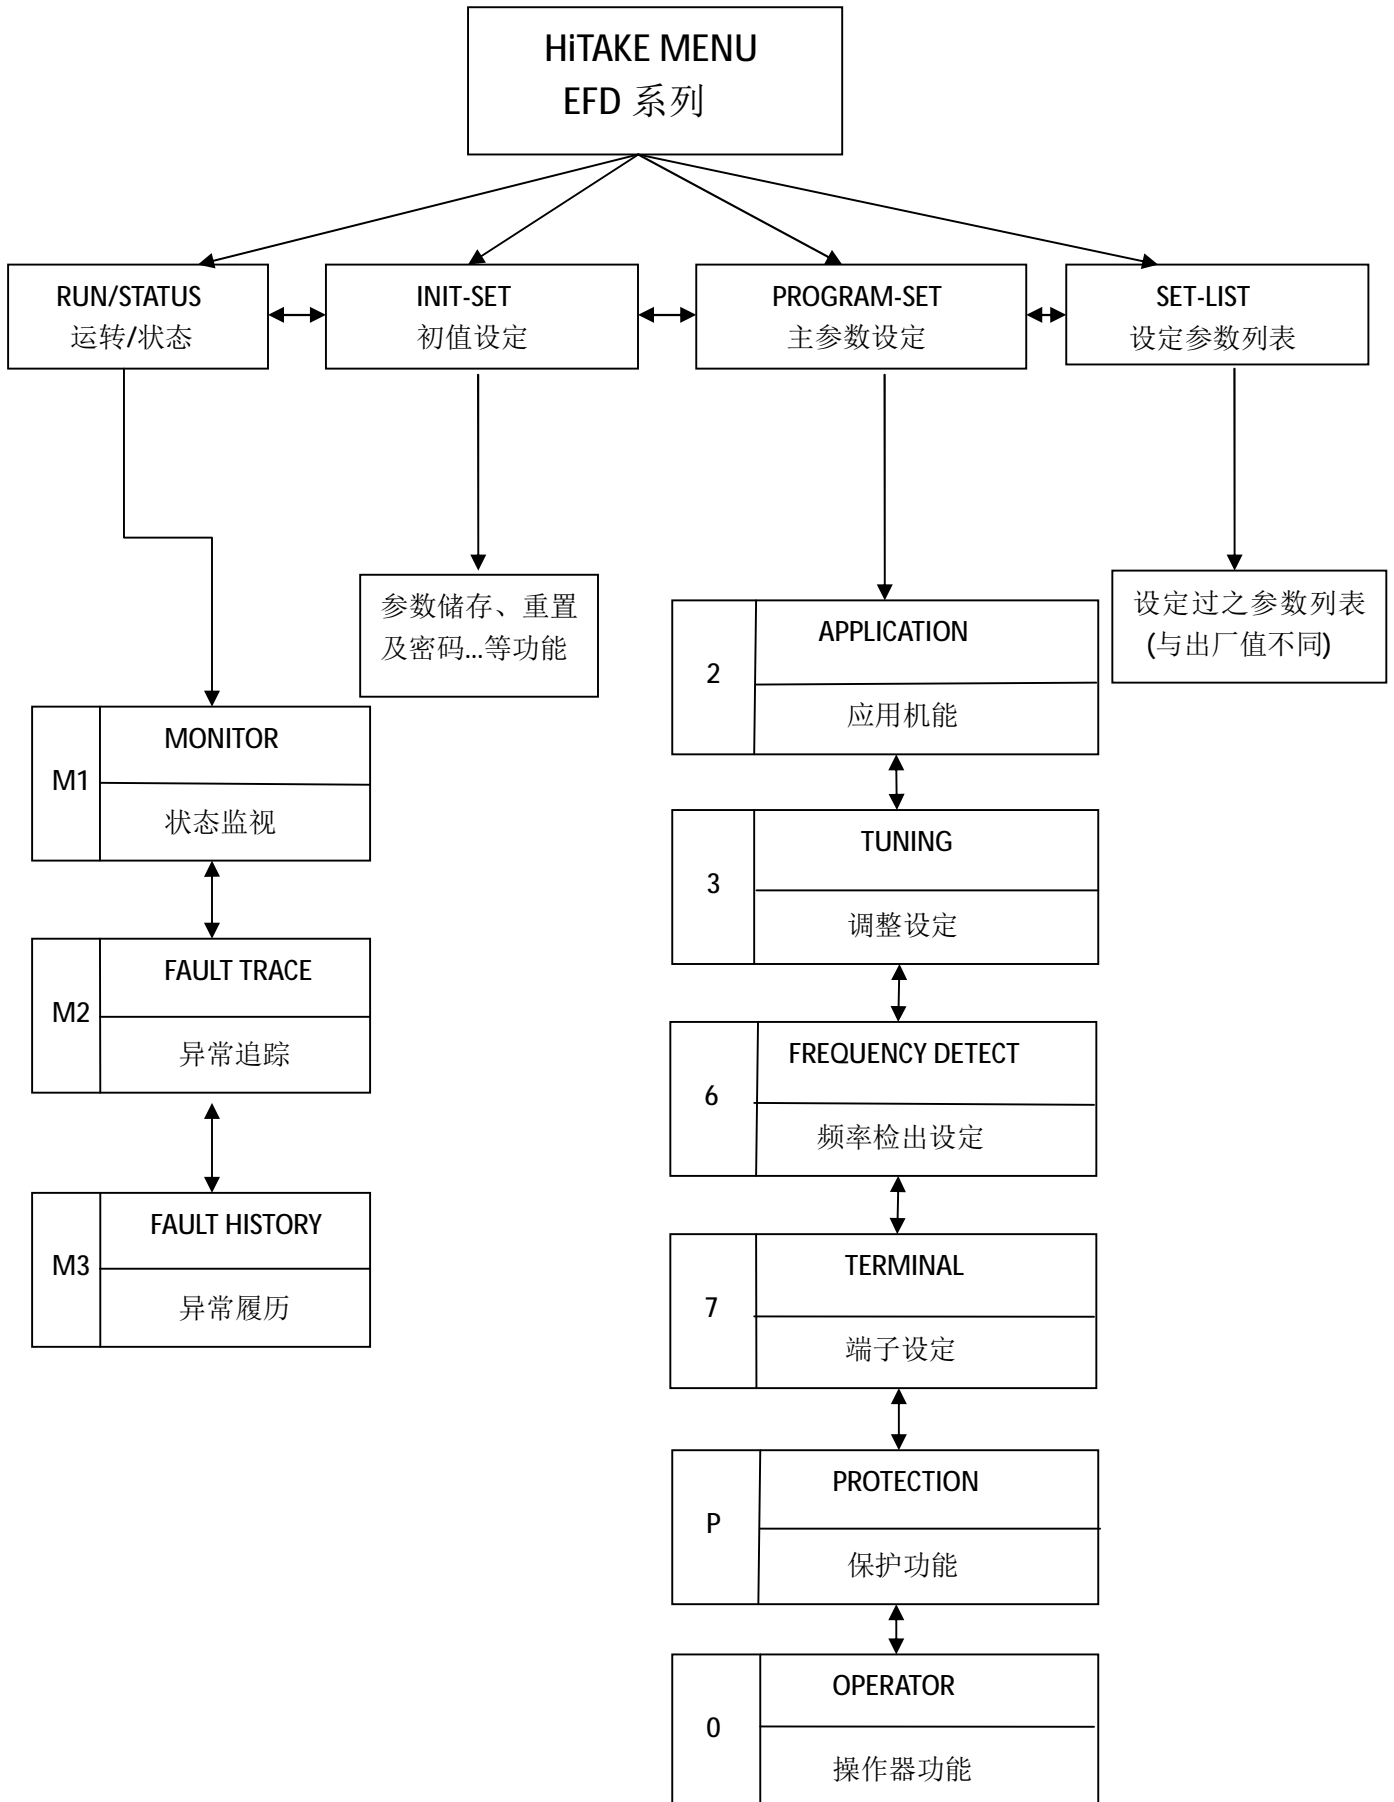 HiTAKE MENU
EFD 系列
RUN/STATUS
运转/状态
INIT-SET
初值设定
PROGRAM-SET
主参数设定
SET-LIST
设定参数列表
参数储存、重置
及密码...等功能
设定过之参数列表
(与出厂值不同)
M1
MONITOR
状态监视
M2
FAULT TRACE
异常追踪
M3
FAULT HISTORY
异常履历
2
APPLICATION
应用机能
3
TUNING
调整设定
6
FREQUENCY DETECT
频率检出设定
7
TERMINAL
端子设定
P
PROTECTION
保护功能
0
OPERATOR
操作器功能